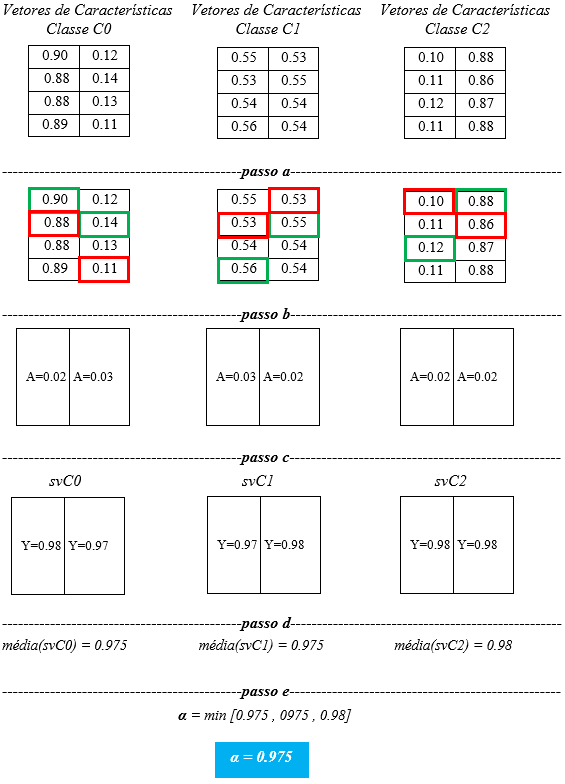 Vetores de Características Vetores de Características Vetores de Características
Classe C0 Classe C1 Classe C2
0.90 0.12 0.55 0.53 0.10 0.88
0.88 0.14 0.53 0.55 0.11 0.86
0.88 0.13 0.54 0.54 0.12 0.87
0.89 0.11 0.56 0.54 0.11 0.88
passo a
0.90 0.12 0.55 0.53 0.10 0.88
0.88 0.14 0.53 0.55 0.11 0.86
0.88 0.13 0.54 0.54 0.12 0.87
0.89 0.11 0.56 0.54 0.11 0.88
passo b
A=0.02 A=0.03 A=0.03 A=0.02 A=0.02 A=0.02
passo c
svC0 svC1 svC2
Y=0.98 Y=0.97 Y=0.97 Y=0.98 Y=0.98 Y=0.98
passo d
média(svC0) = 0.975 média(svC1) = 0.975 média(svC2) = 0.98
passo e
α = min [0.975 , 0975 , 0.98]
α = 0.975